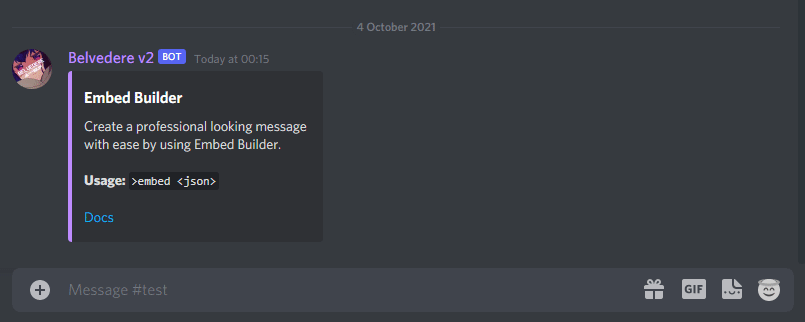 4 October 2021
Belvedere v2 BOT Today at 00:15
Embed Builder
Create a professional looking message
with ease by using Embed Builder.
Usage: >embed <json>
Docs
Message #test
GIF